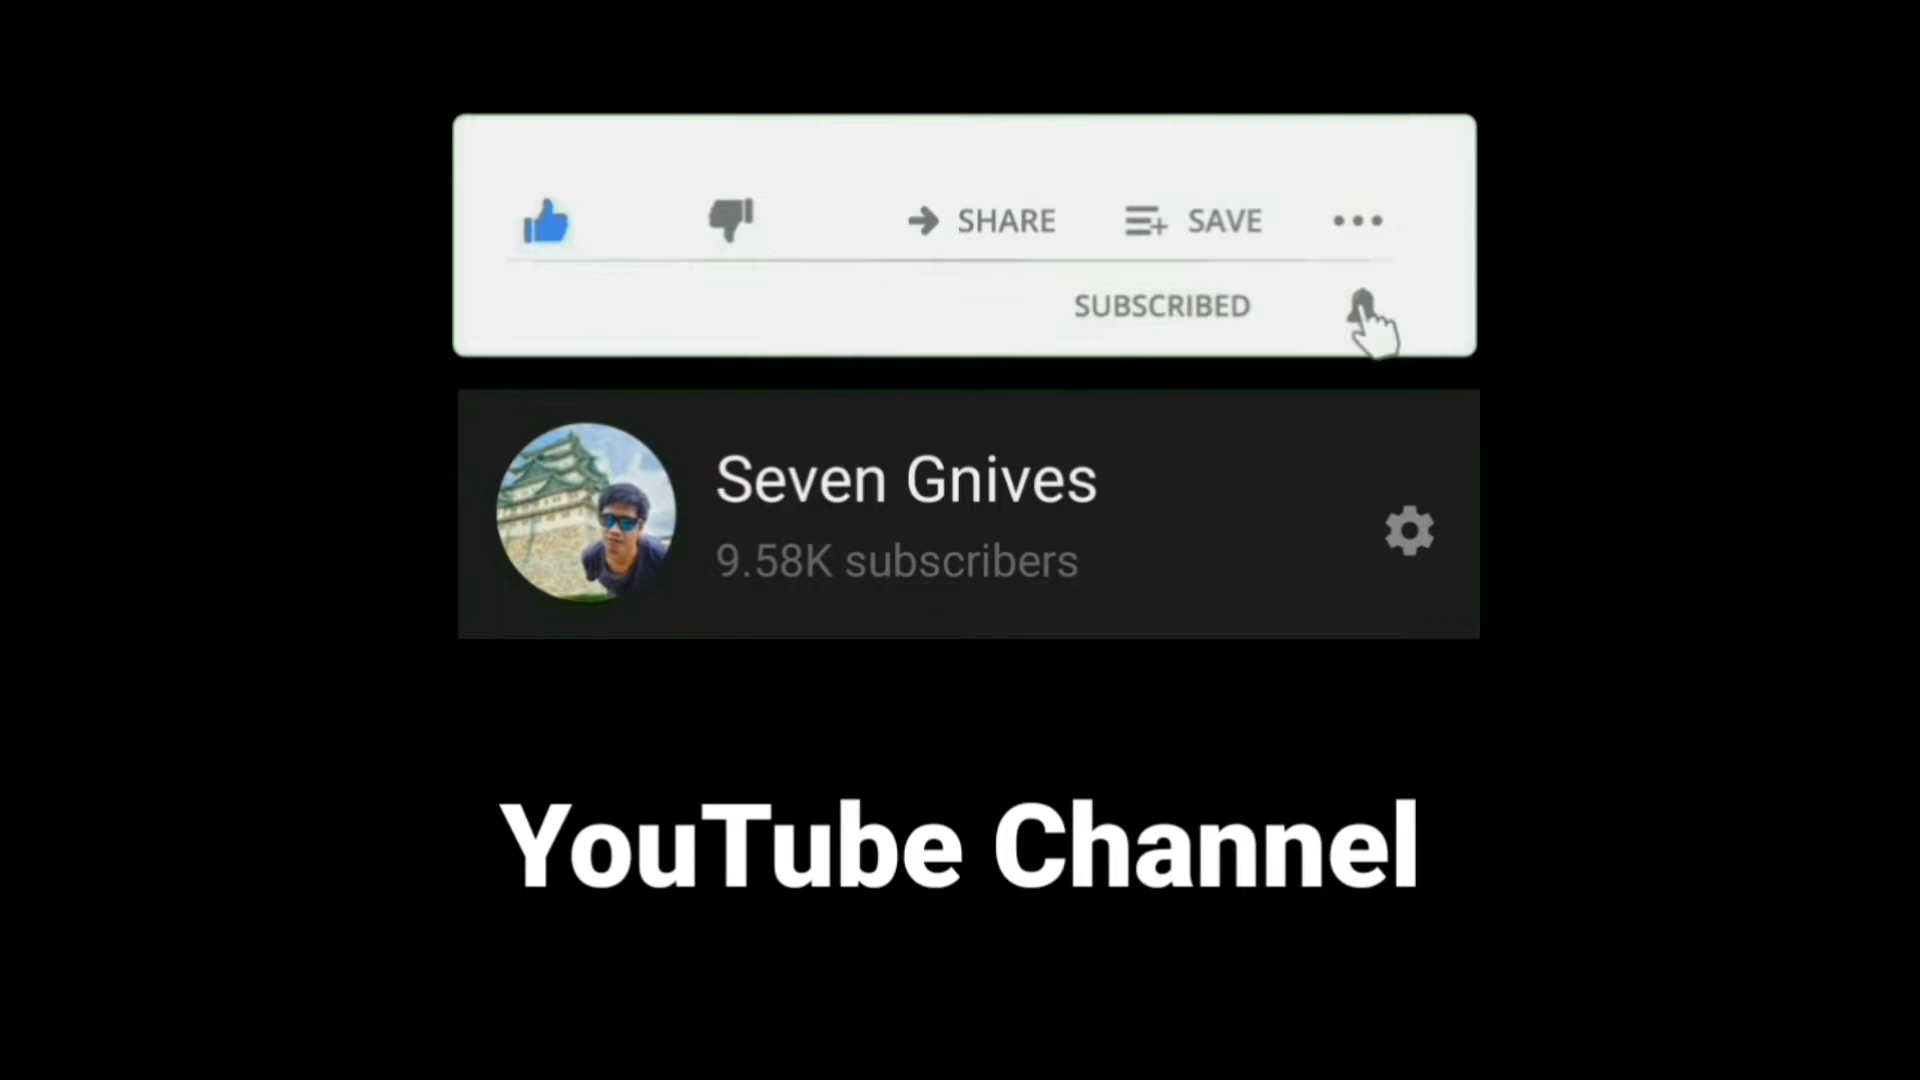 SHARE SAVE
SUBSCRIBED
Seven Gnives
9.58K subscribers
YouTube Channel